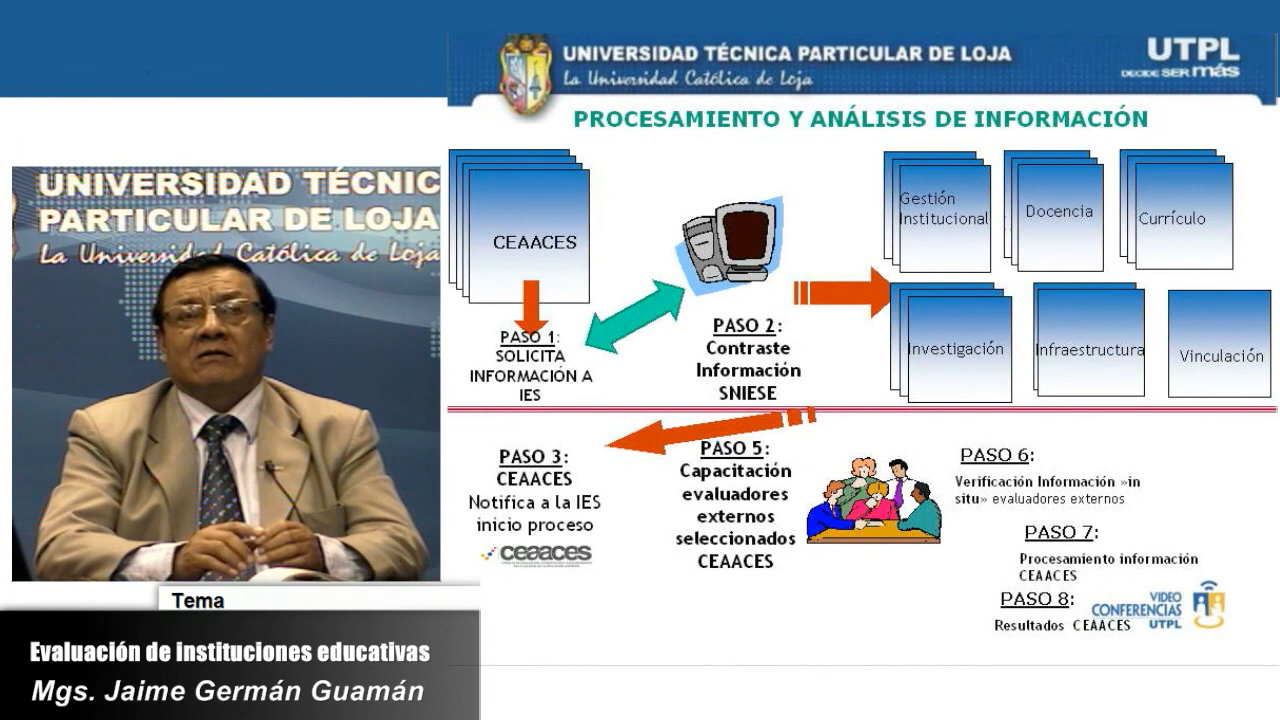 UNIVERSIDAD TÉCNICA PARTICULAR DE LOJA
La Universidad Católica de Loja
UTPL
DECIDE SER más
PROCESAMIENTO Y ANÁLISIS DE INFORMACIÓN
UNIVERSIDAD TÉCNIC
PARTICULAR DE LOJA
La Universidad Católica de Loja
CEAACES
PASO 1:
SOLICITA
INFORMACIÓN A
IES
PASO 2:
Contraste
Información
SNIESE
Gestión
Institucional
Docencia
Currículo
Investigación
Infraestructura
Vinculación
PASO 3:
CEAACES
Notifica a la IES
inicio proceso
ceaaces
PASO 5:
Capacitación
evaluadores
externos
seleccionados
CEAACES
PASO 6:
Verificación Información »in
situ» evaluadores externos
PASO 7:
Procesamiento información
CEAACES
PASO 8:
Resultados CEAACES
VIDEO
CONFERENCIAS
UTPL
Tema
Evaluación de instituciones educativas
Mgs. Jaime Germán Guamán